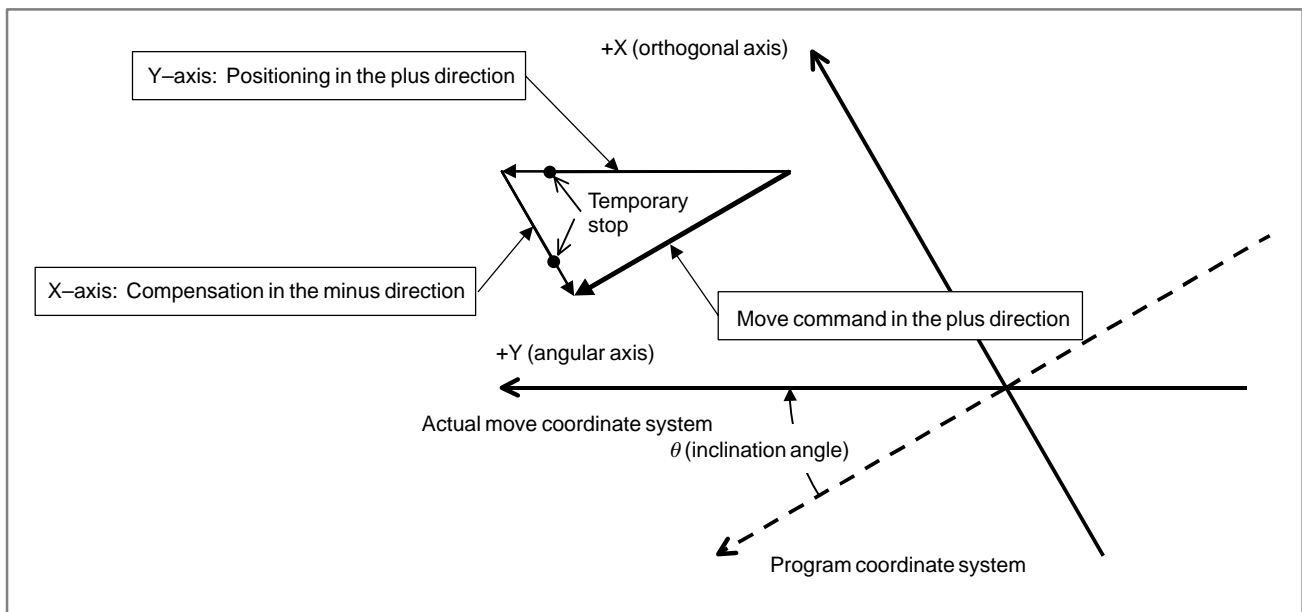 +X (orthogonal axis)
Y–axis: Positioning in the plus direction
Temporary
stop
X–axis: Compensation in the minus direction
Move command in the plus direction
+Y (angular axis)
Actual move coordinate system
θ (inclination angle)
Program coordinate system